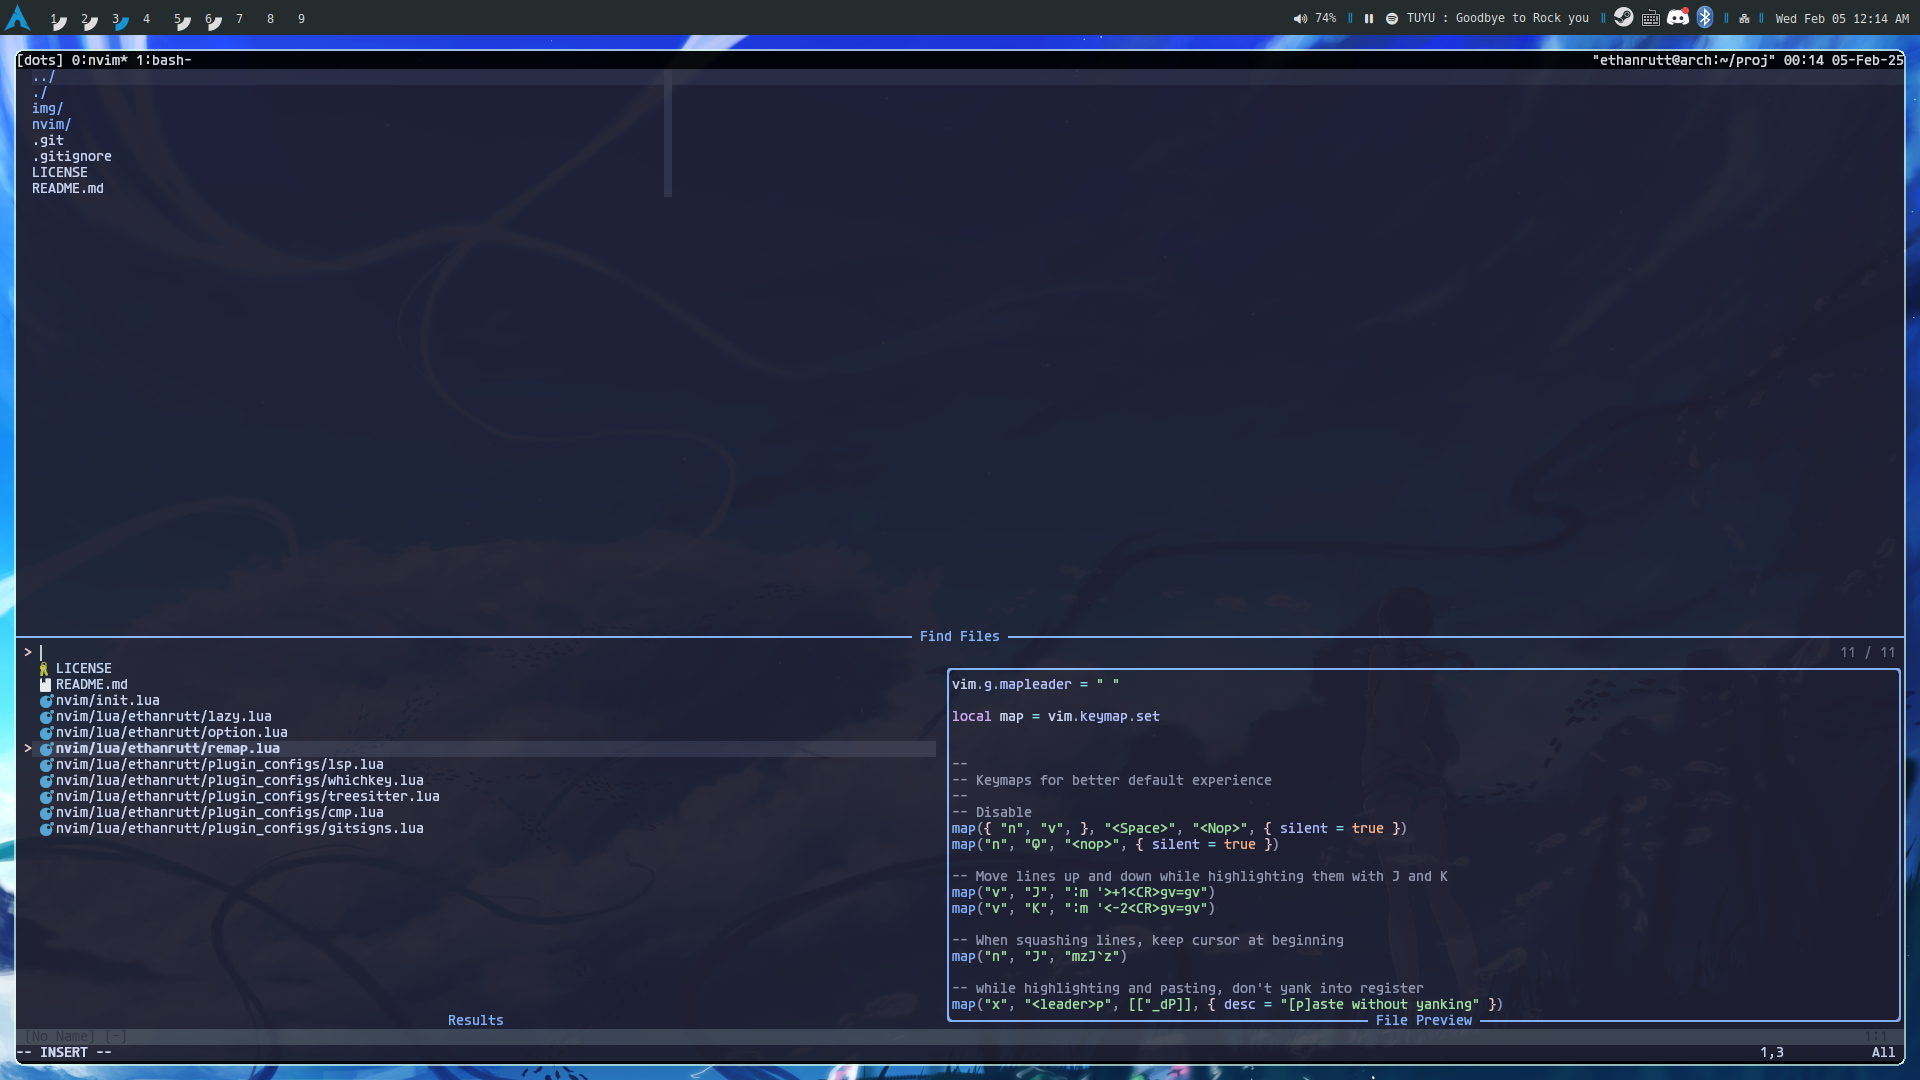 1 2 3 4 5 6 7 8 9 74% TUYU : Goodbye to Rock you Wed Feb 05 12:14 AM
[dots] 0:nvim* 1:bash- "ethanrutt@arch:~/proj" 00:14 05-Feb-25
../
./
img/
nvim/
.git
.gitignore
LICENSE
README.md
Find Files
> 11 / 11
LICENSE
README.md
nvim/init.lua
nvim/lua/ethanrutt/lazy.lua
nvim/lua/ethanrutt/option.lua
> nvim/lua/ethanrutt/remap.lua
nvim/lua/ethanrutt/plugin_configs/lsp.lua
nvim/lua/ethanrutt/plugin_configs/whichkey.lua
nvim/lua/ethanrutt/plugin_configs/treesitter.lua
nvim/lua/ethanrutt/plugin_configs/cmp.lua
nvim/lua/ethanrutt/plugin_configs/gitsigns.lua
Results
vim.g.mapleader = " "
local map = vim.keymap.set
--
-- Keymaps for better default experience
--
-- Disable
map({ "n", "v", }, "<Space>", "<Nop>", { silent = true })
map("n", "Q", "<nop>", { silent = true })
-- Move lines up and down while highlighting them with J and K
map("v", "J", ":m '>+1<CR>gv=gv")
map("v", "K", ":m '<-2<CR>gv=gv")
-- When squashing lines, keep cursor at beginning
map("n", "J", "mzJ`z")
-- while highlighting and pasting, don't yank into register
map("x", "<leader>p", [["_dP]], { desc = "[p]aste without yanking" })
File Preview
[No Name] [-] 1:1
-- INSERT -- 1,3 All